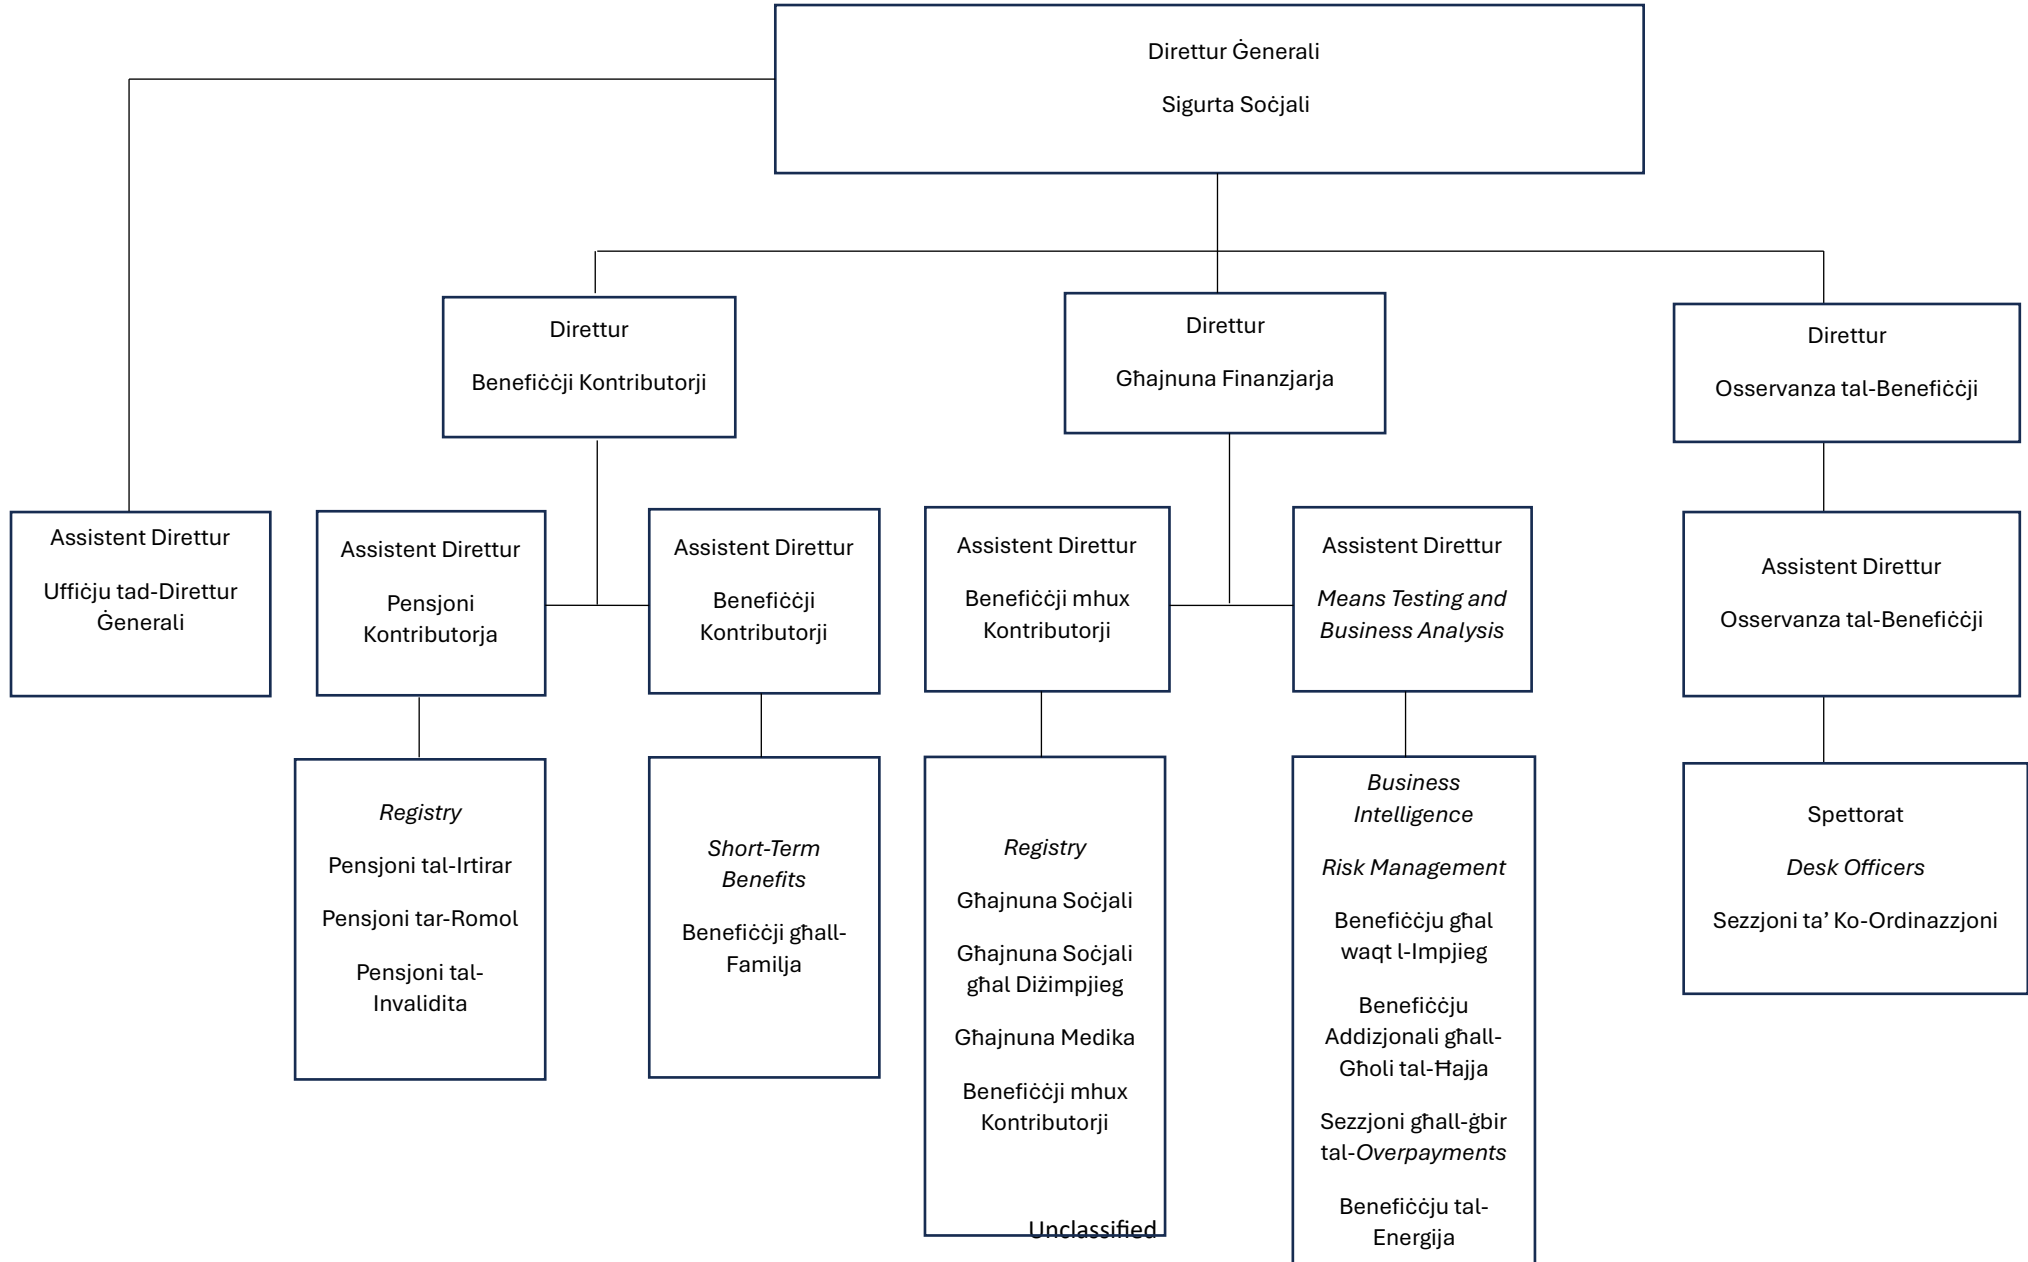 Direttur Ġenerali
Sigurta Soċjali
Direttur
Benefiċċji Kontributorji
Direttur
Għajnuna Finanzjarja
Direttur
Osservanza tal-Benefiċċji
Assistent Direttur
Uffiċju tad-Direttur
Ġenerali
Assistent Direttur
Pensjoni
Kontributorja
Assistent Direttur
Benefiċċji
Kontributorji
Assistent Direttur
Benefiċċji mhux
Kontributorji
Assistent Direttur
Means Testing and
Business Analysis
Assistent Direttur
Osservanza tal-Benefiċċji
Registry
Pensjoni tal-Irtirar
Pensjoni tar-Romol
Pensjoni tal-
Invalidita
Short-Term
Benefits
Benefiċċji għall-
Familja
Registry
Għajnuna Soċjali
Għajnuna Soċjali
għal Diżimpjieg
Għajnuna Medika
Benefiċċji mhux
Kontributorji
Business
Intelligence
Risk Management
Benefiċċju għal
waqt l-Impjieg
Benefiċċju
Addizjonali għall-
Għoli tal-Ħajja
Sezzjoni għall-ġbir
tal-Overpayments
Benefiċċju tal-
Energija
Spettorat
Desk Officers
Sezzjoni ta’ Ko-Ordinazzjoni
Unclassified